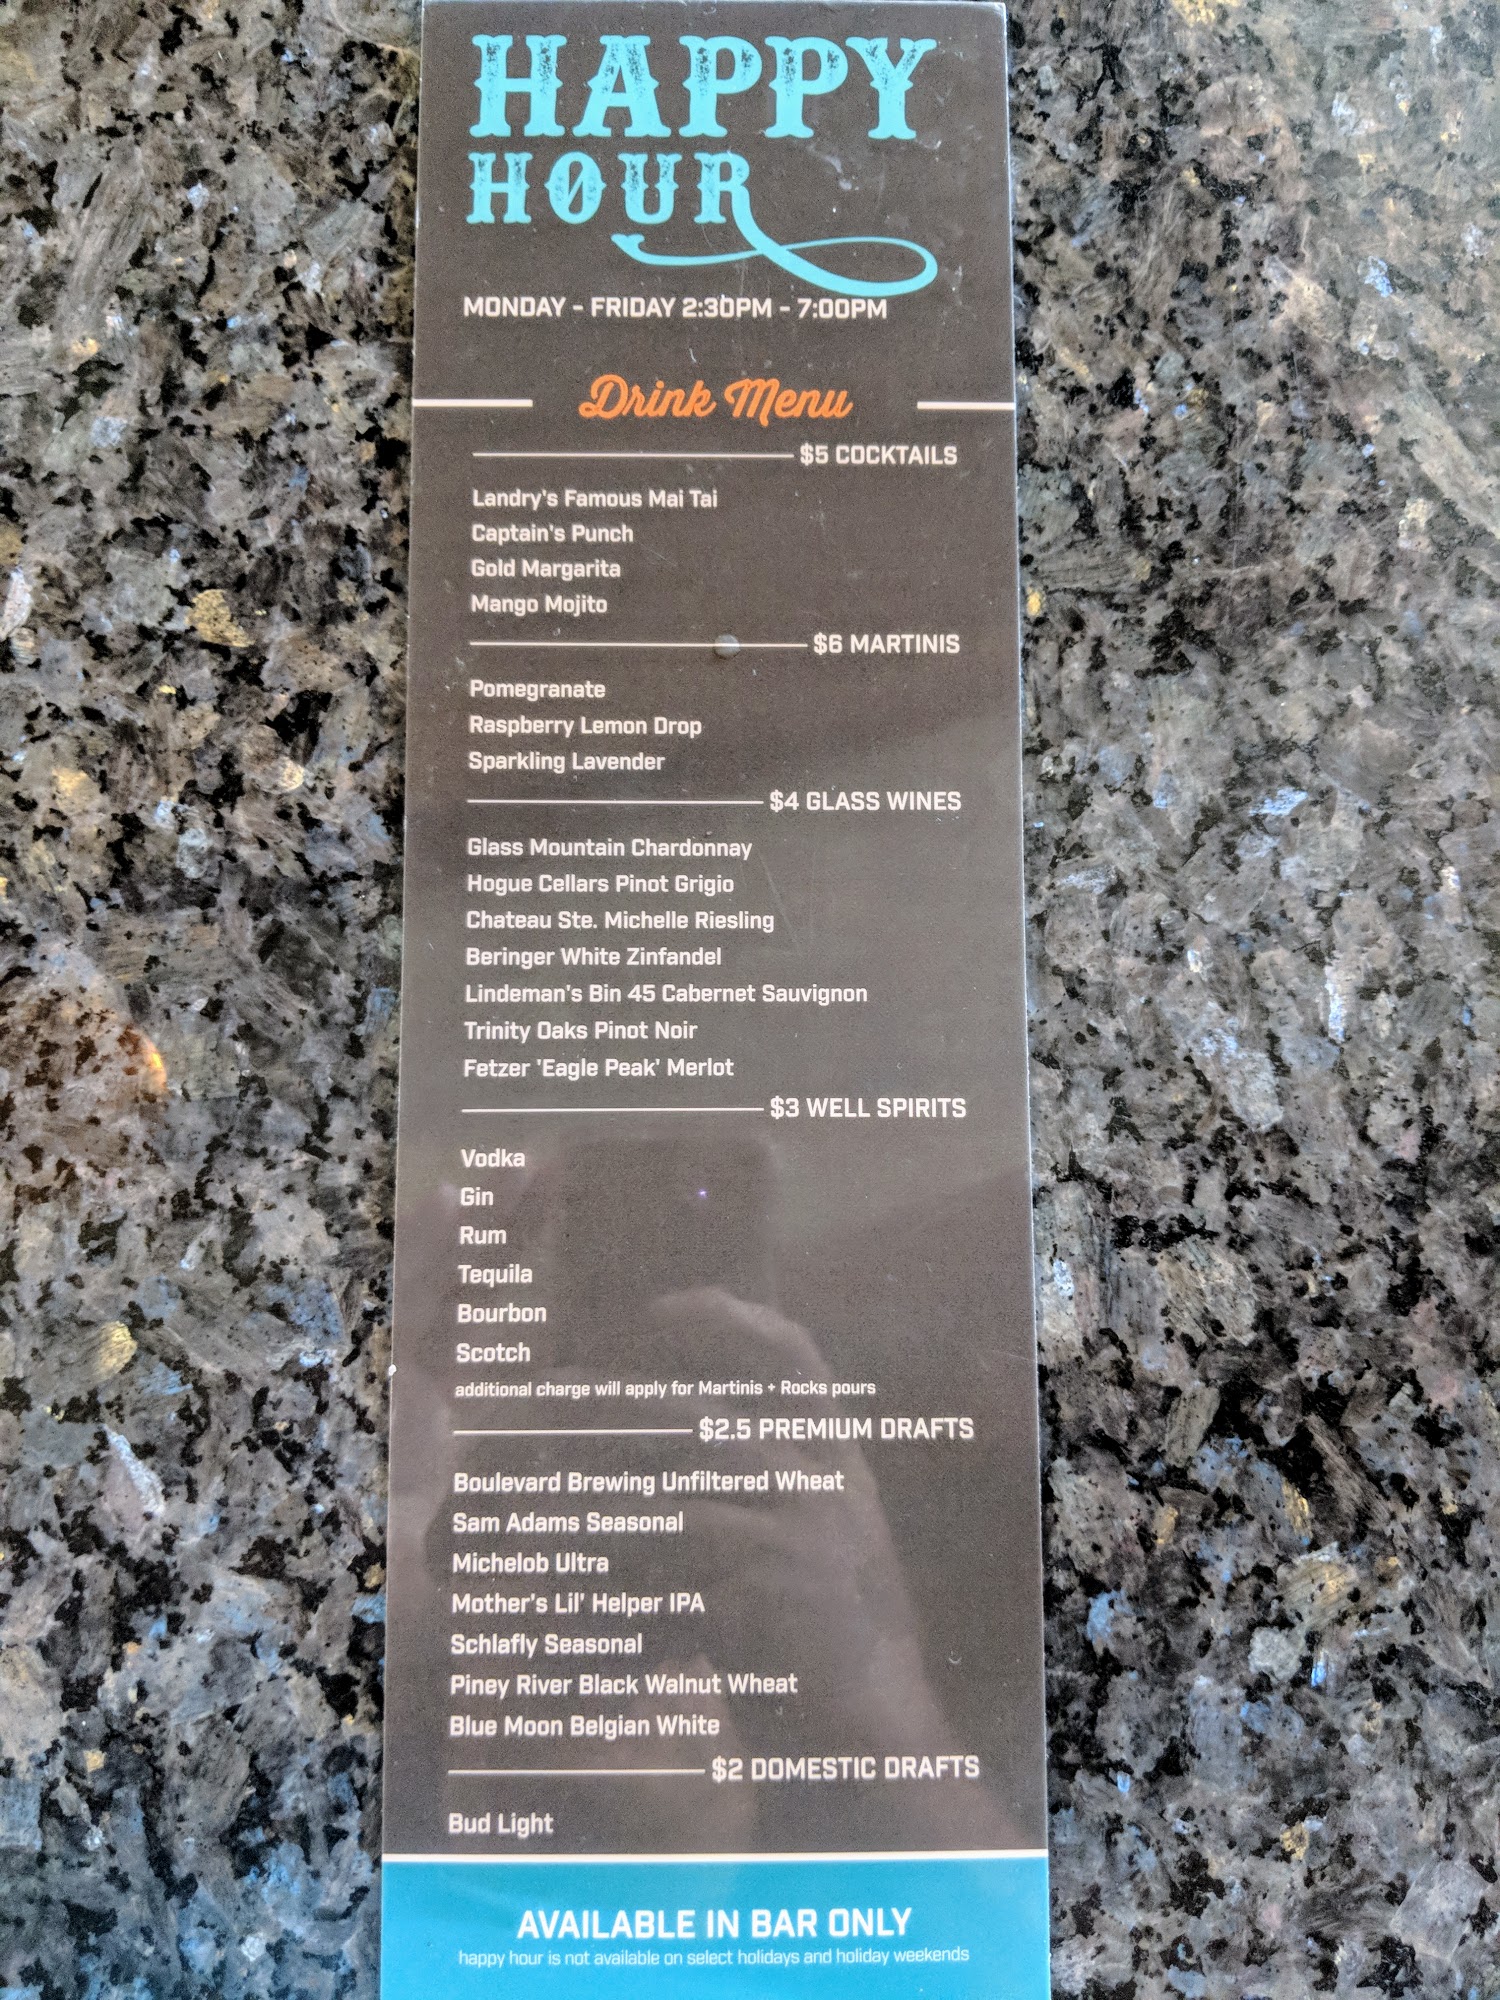 HAPPY
HOUR
MONDAY - FRIDAY 2:30PM - 7:00PM
Drink Menu
$5 COCKTAILS
Landry's Famous Mai Tai
Captain's Punch
Gold Margarita
Mango Mojito
$6 MARTINIS
Pomegranate
Raspberry Lemon Drop
Sparkling Lavender
$4 GLASS WINES
Glass Mountain Chardonnay
Hogue Cellars Pinot Grigio
Chateau Ste. Michelle Riesling
Beringer White Zinfandel
Lindeman's Bin 45 Cabernet Sauvignon
Trinity Oaks Pinot Noir
Fetzer 'Eagle Peak' Merlot
$3 WELL SPIRITS
Vodka
Gin
Rum
Tequila
Bourbon
Scotch
additional charge will apply for Martinis + Rocks pours
$2.5 PREMIUM DRAFTS
Boulevard Brewing Unfiltered Wheat
Sam Adams Seasonal
Michelob Ultra
Mother's Lil' Helper IPA
Schlafly Seasonal
Piney River Black Walnut Wheat
Blue Moon Belgian White
$2 DOMESTIC DRAFTS
Bud Light
AVAILABLE IN BAR ONLY
happy hour is not available on select holidays and holiday weekends